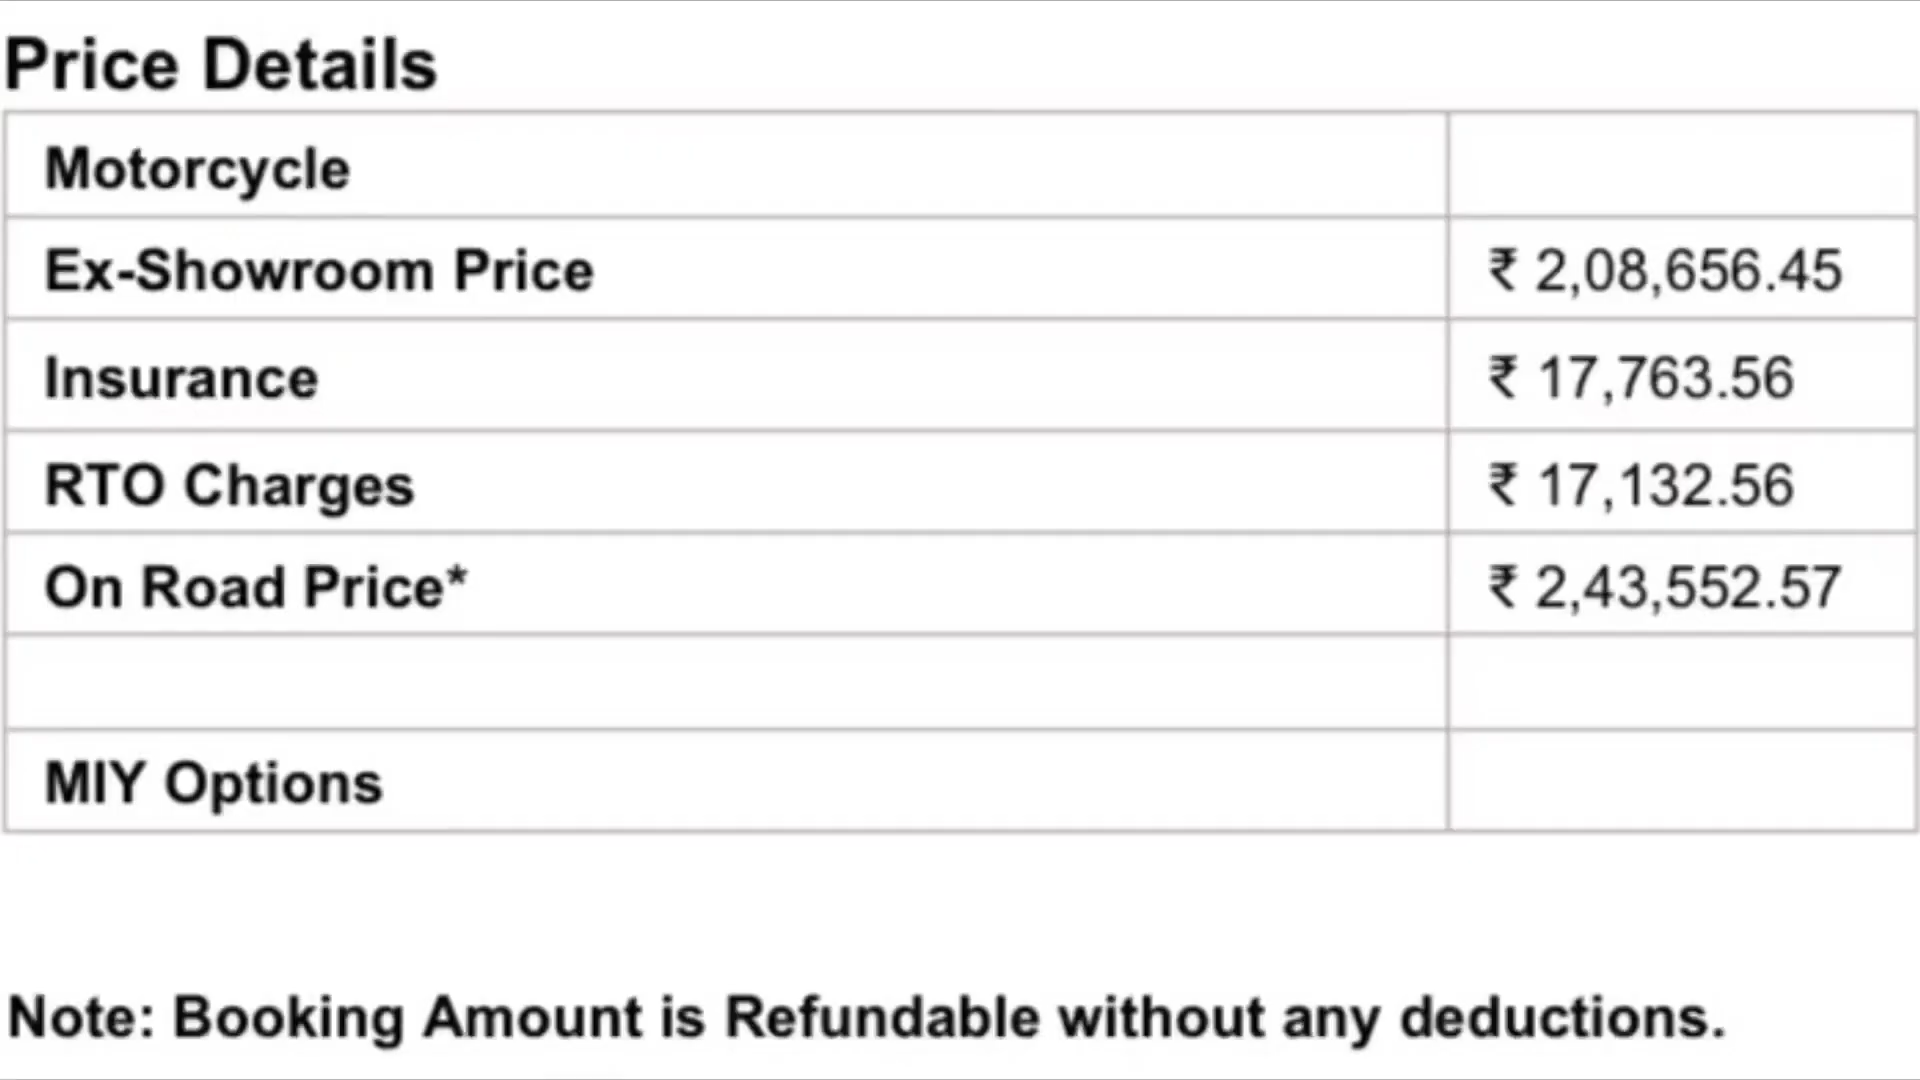 Price Details
Motorcycle
Ex-Showroom Price ₹ 2,08,656.45
Insurance ₹ 17,763.56
RTO Charges ₹ 17,132.56
On Road Price* ₹ 2,43,552.57
MIY Options
Note: Booking Amount is Refundable without any deductions.